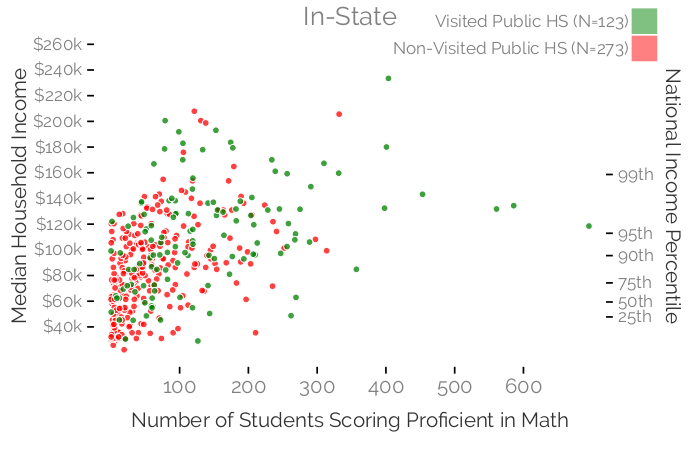 In-State
Visited Public HS (N=123)
Non-Visited Public HS (N=273)
Median Household Income
$260k
$240k
$220k
$200k
$180k
$160k
$140k
$120k
$100k
$80k
$60k
$40k
National Income Percentile
99th
95th
90th
75th
50th
25th
100 200 300 400 500 600
Number of Students Scoring Proficient in Math